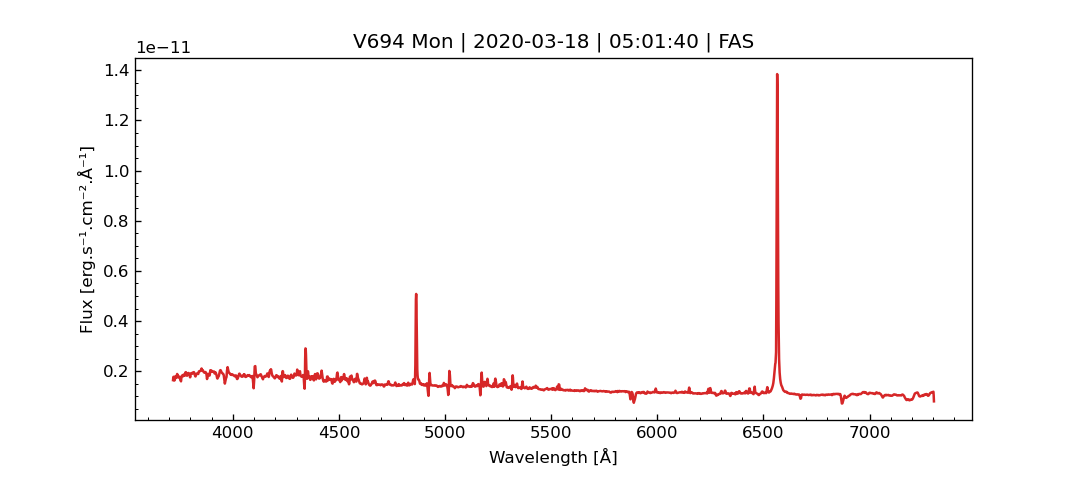 V694 Mon | 2020-03-18 | 05:01:40 | FAS
1e−11
1.4
1.2
1.0
0.8
0.6
0.4
0.2
Flux [erg.s⁻¹.cm⁻².Å⁻¹]
4000 4500 5000 5500 6000 6500 7000
Wavelength [Å]